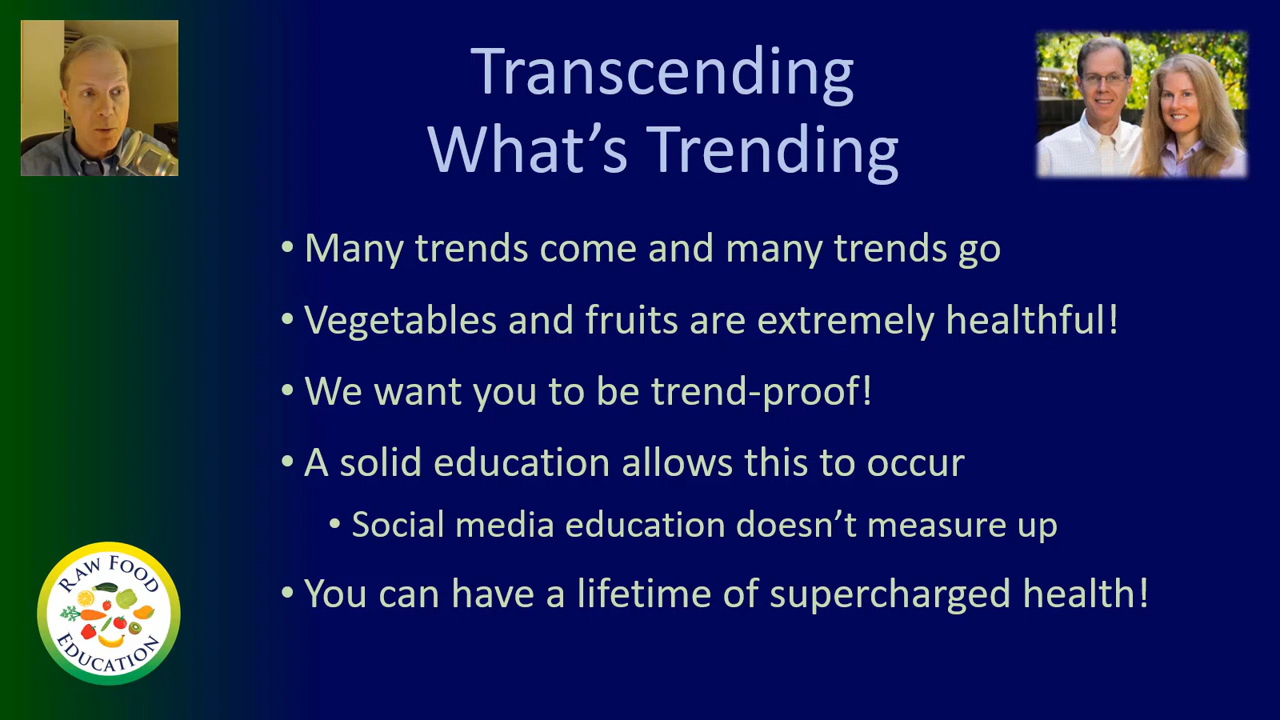 Transcending
What's Trending
• Many trends come and many trends go
• Vegetables and fruits are extremely healthful!
• We want you to be trend-proof!
• A solid education allows this to occur
• Social media education doesn't measure up
• You can have a lifetime of supercharged health!
RAW FOOD
EDUCATION